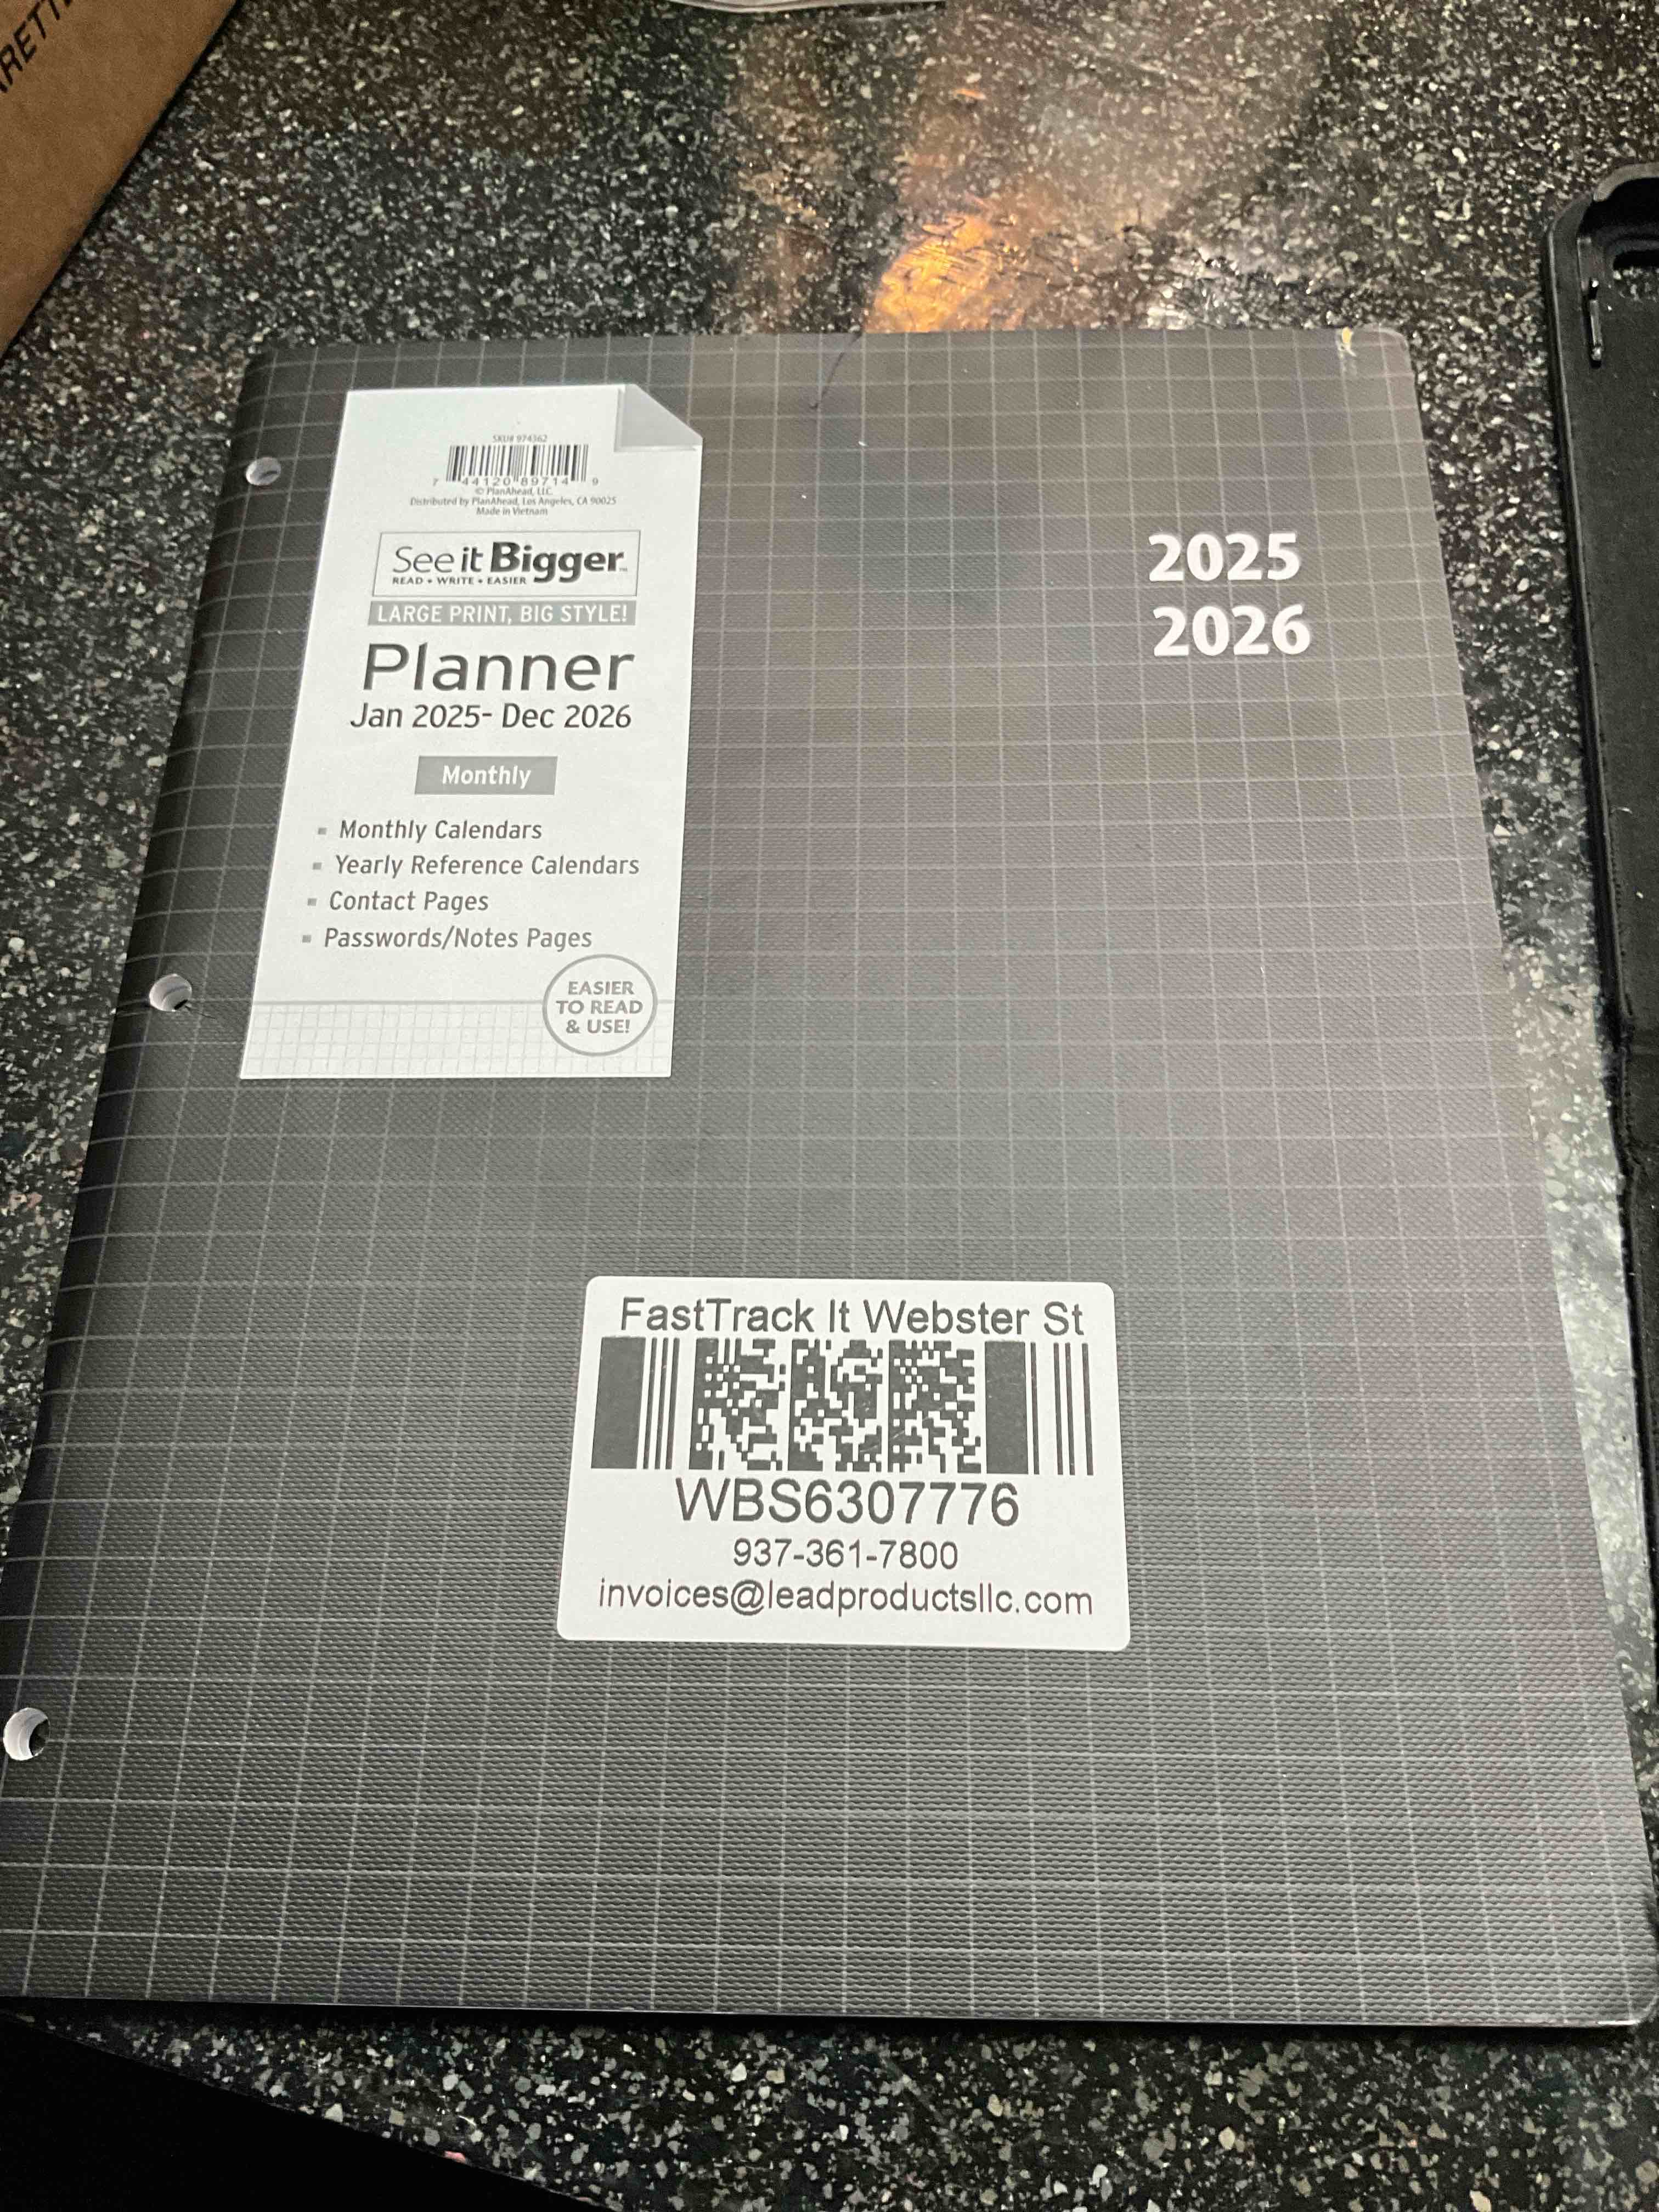 SKU# 974362
7 44120 89714 9
© PlanAhead, LLC.
Distributed by PlanAhead, Los Angeles, CA 90025
Made in Vietnam
See it Bigger™
READ • WRITE • EASIER
LARGE PRINT, BIG STYLE!
Planner
Jan 2025- Dec 2026
Monthly
▪ Monthly Calendars
▪ Yearly Reference Calendars
▪ Contact Pages
▪ Passwords/Notes Pages
EASIER
TO READ
& USE!
2025
2026
FastTrack It Webster St
WBS6307776
937-361-7800
invoices@leadproductsllc.com